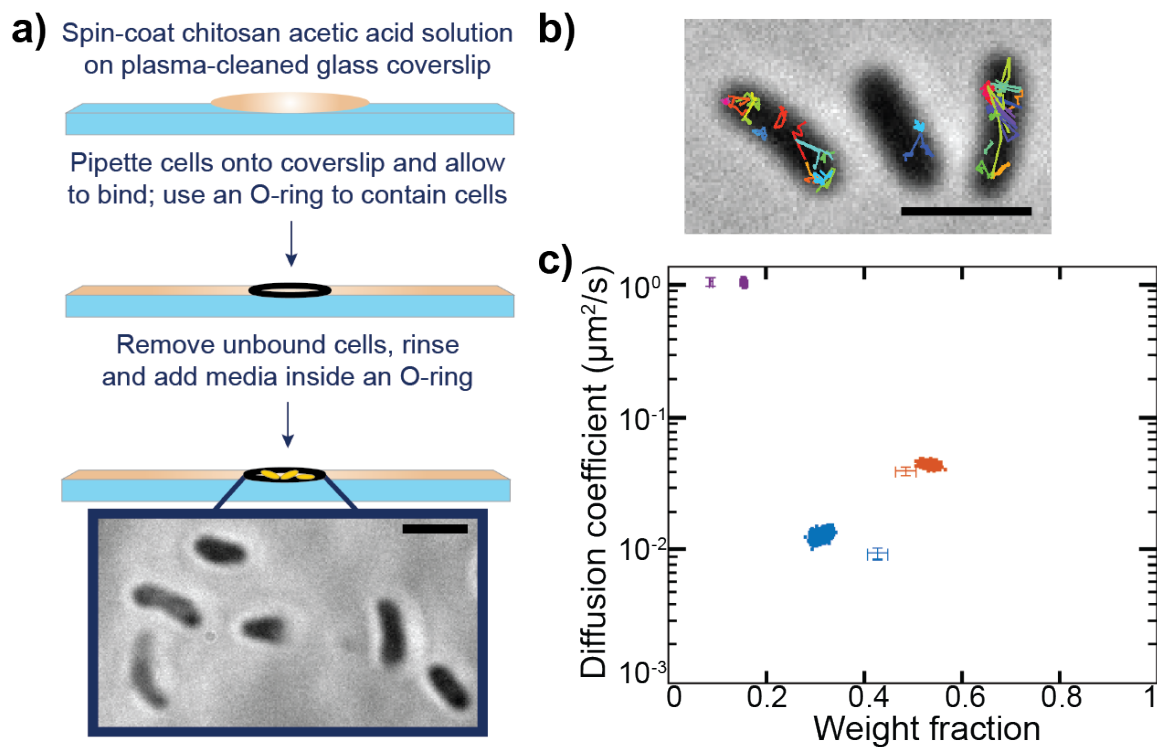 a)
Spin-coat chitosan acetic acid solution
on plasma-cleaned glass coverslip
Pipette cells onto coverslip and allow
to bind; use an O-ring to contain cells
Remove unbound cells, rinse
and add media inside an O-ring
b)
c)
Diffusion coefficient (μm²/s)
10⁰
10⁻¹
10⁻²
10⁻³
0 0.2 0.4 0.6 0.8 1
Weight fraction